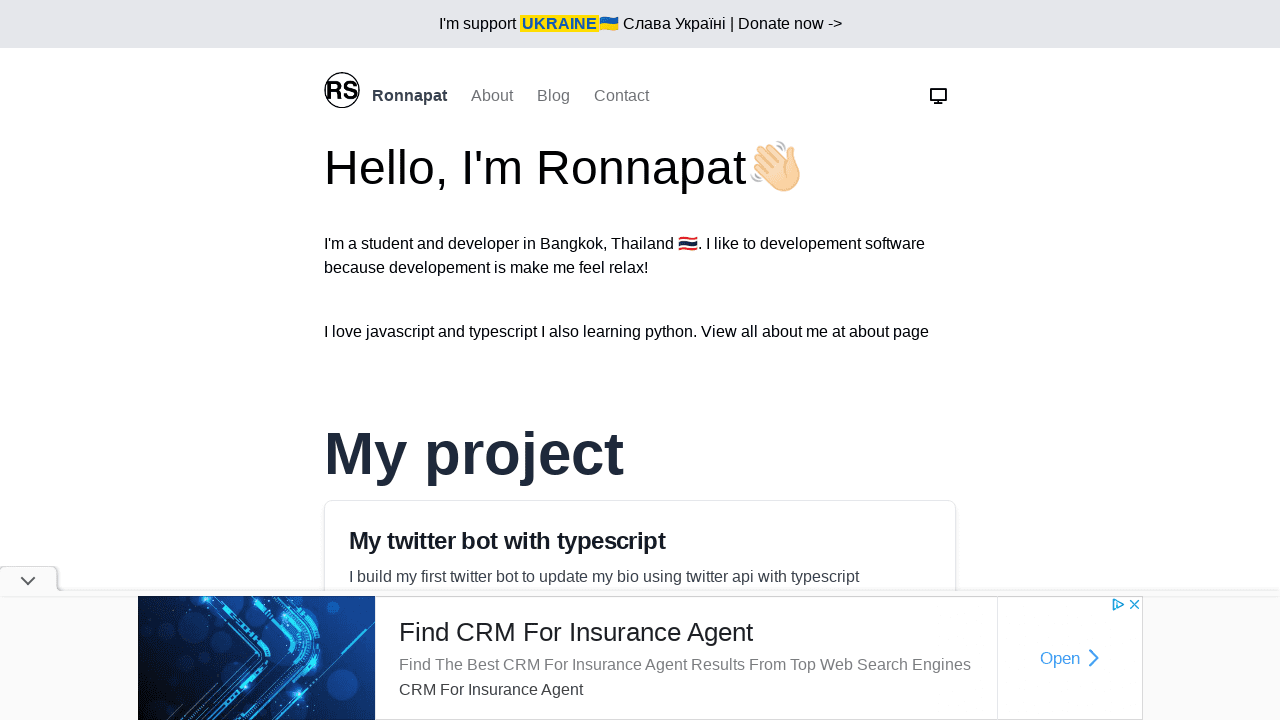 I'm support UKRAINE🇺🇦 Слава Україні | Donate now ->
RS Ronnapat About Blog Contact
Hello, I'm Ronnapat👋🏻
I'm a student and developer in Bangkok, Thailand 🇹🇭. I like to developement software
because developement is make me feel relax!
I love javascript and typescript I also learning python. View all about me at about page
My project
My twitter bot with typescript
I build my first twitter bot to update my bio using twitter api with typescript
Find CRM For Insurance Agent
Find The Best CRM For Insurance Agent Results From Top Web Search Engines
CRM For Insurance Agent
Open